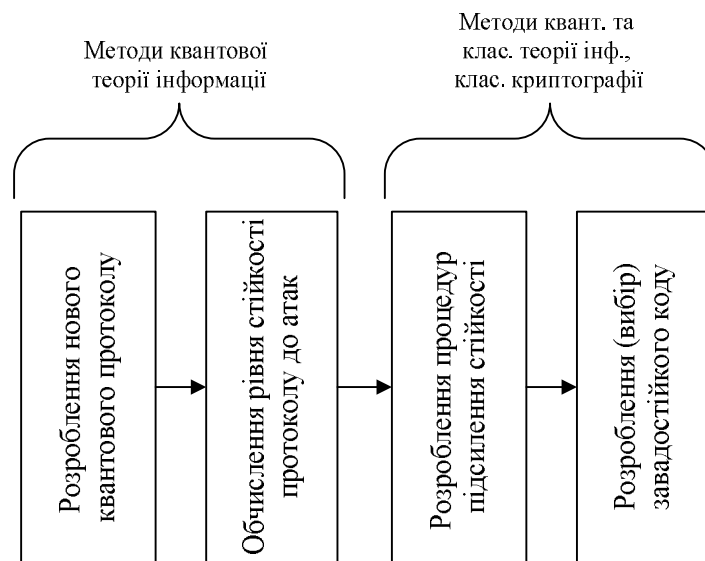 Методи квантової
теорії інформації
Методи квант. та
клас. теорії інф.,
клас. криптографії
Розроблення нового
квантового протоколу
Обчислення рівня стійкості
протоколу до атак
Розроблення процедур
підсилення стійкості
Розроблення (вибір)
завадостійкого коду